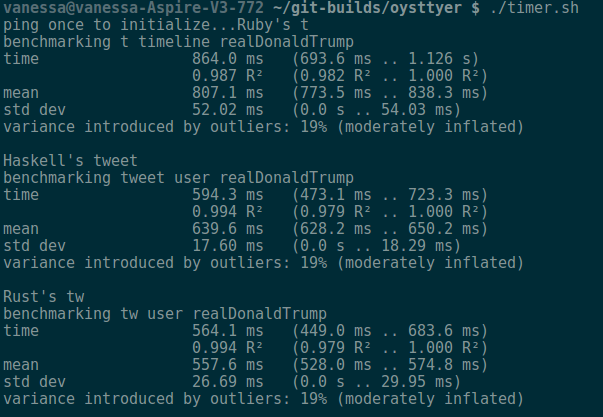 vanessa@vanessa-Aspire-V3-772 ~/git-builds/oysttyer $ ./timer.sh
ping once to initialize...Ruby's t
benchmarking t timeline realDonaldTrump
time                 864.0 ms   (693.6 ms .. 1.126 s)
                     0.987 R²   (0.982 R² .. 1.000 R²)
mean                 807.1 ms   (773.5 ms .. 838.3 ms)
std dev              52.02 ms   (0.0 s .. 54.03 ms)
variance introduced by outliers: 19% (moderately inflated)

Haskell's tweet
benchmarking tweet user realDonaldTrump
time                 594.3 ms   (473.1 ms .. 723.3 ms)
                     0.994 R²   (0.979 R² .. 1.000 R²)
mean                 639.6 ms   (628.2 ms .. 650.2 ms)
std dev              17.60 ms   (0.0 s .. 18.29 ms)
variance introduced by outliers: 19% (moderately inflated)

Rust's tw
benchmarking tw user realDonaldTrump
time                 564.1 ms   (449.0 ms .. 683.6 ms)
                     0.994 R²   (0.979 R² .. 1.000 R²)
mean                 557.6 ms   (528.0 ms .. 574.8 ms)
std dev              26.69 ms   (0.0 s .. 29.95 ms)
variance introduced by outliers: 19% (moderately inflated)